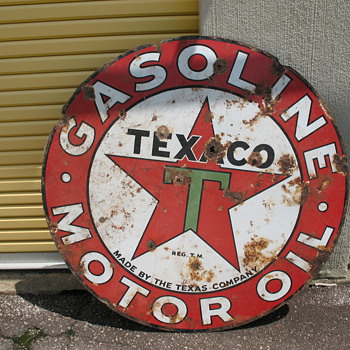 · GASOLINE ·
TEXACO
T
REG. T. M.
MADE BY THE TEXAS COMPANY
MOTOR OIL